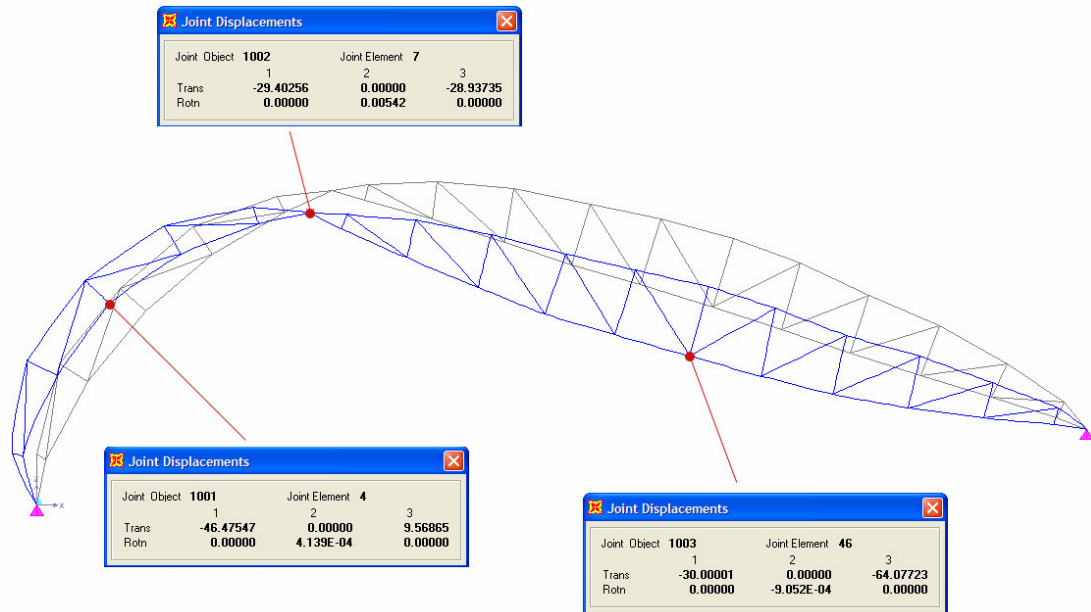 Joint Displacements
Joint Object 1002 Joint Element 7
1 2 3
Trans -29.40256 0.00000 -28.93735
Rotn 0.00000 0.00542 0.00000
Joint Displacements
Joint Object 1001 Joint Element 4
1 2 3
Trans -46.47547 0.00000 9.56865
Rotn 0.00000 4.139E-04 0.00000
Joint Displacements
Joint Object 1003 Joint Element 46
1 2 3
Trans -30.00001 0.00000 -64.07723
Rotn 0.00000 -9.052E-04 0.00000
x